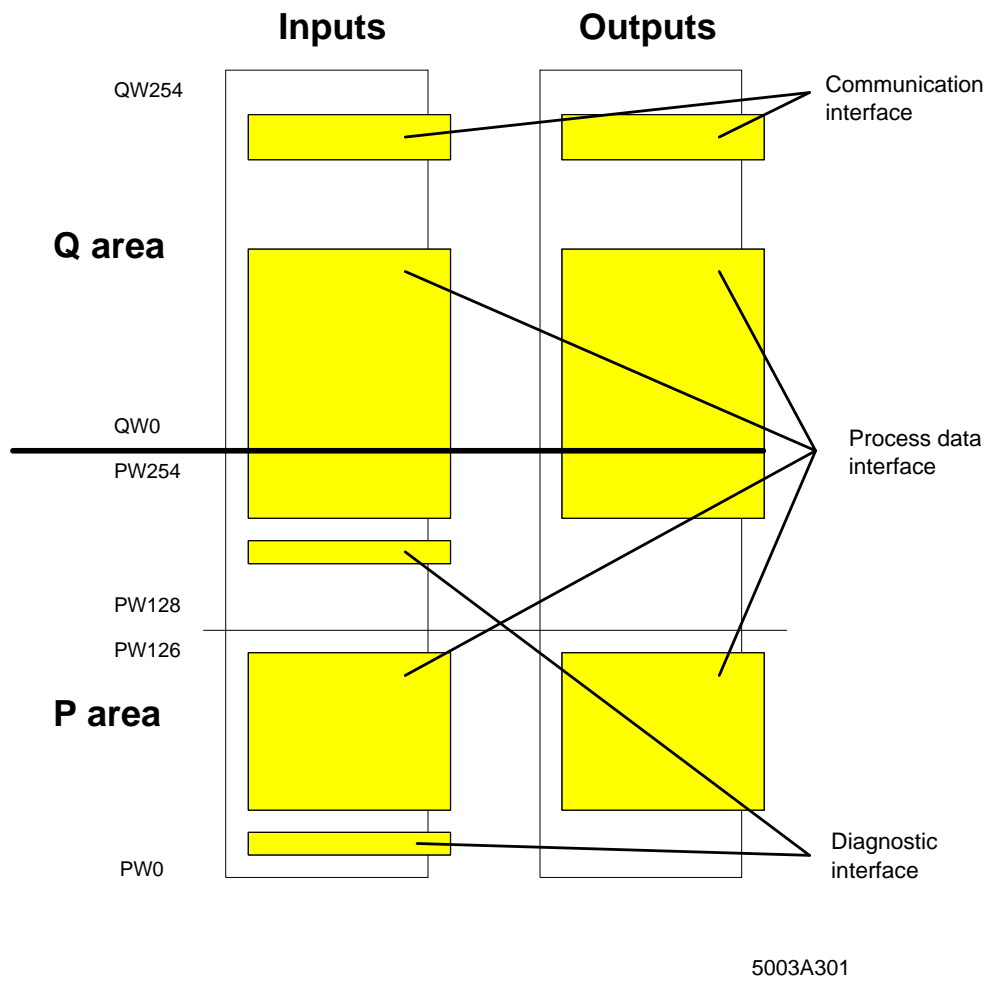 Inputs
Outputs
QW254
Communication
interface
Q area
QW0
PW254
Process data
interface
PW128
PW126
P area
Diagnostic
interface
PW0
5003A301